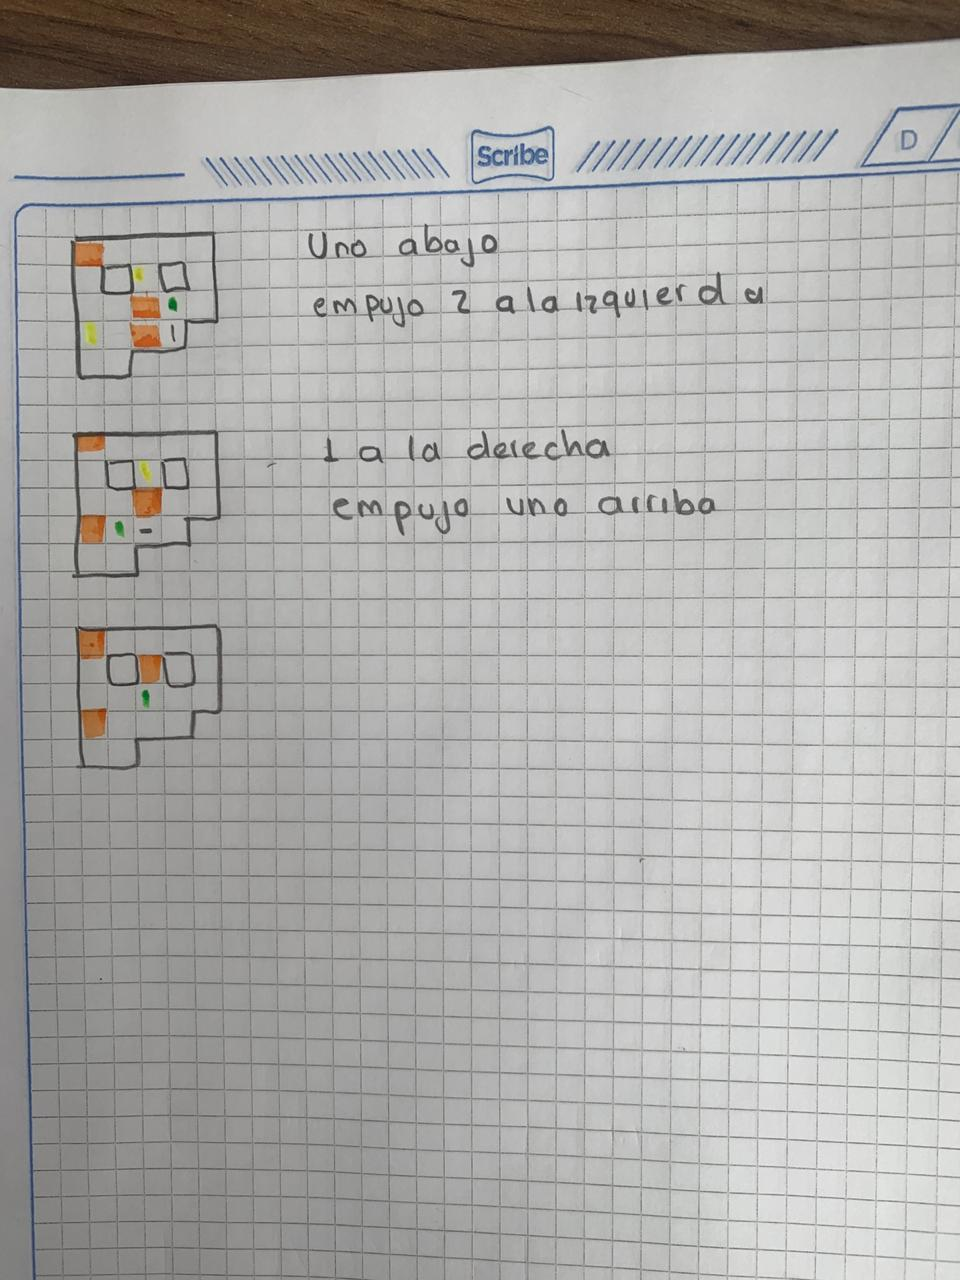 Scribe
D
Uno abajo
empujo 2 a la izquierda
1 a la derecha
empujo uno arriba